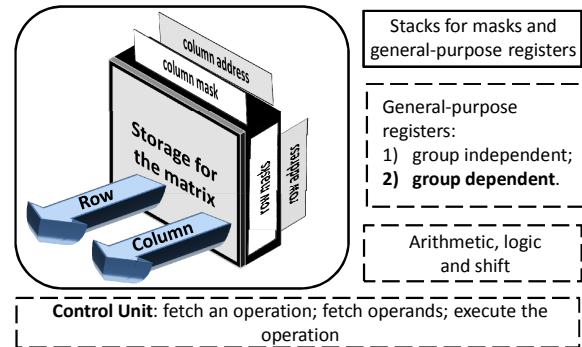 column address
column mask
Storage for
the matrix
row masks
row address
Row
Column
Stacks for masks and
general-purpose registers
General-purpose
registers:
1) group independent;
2) group dependent.
Arithmetic, logic
and shift
Control Unit: fetch an operation; fetch operands; execute the
operation